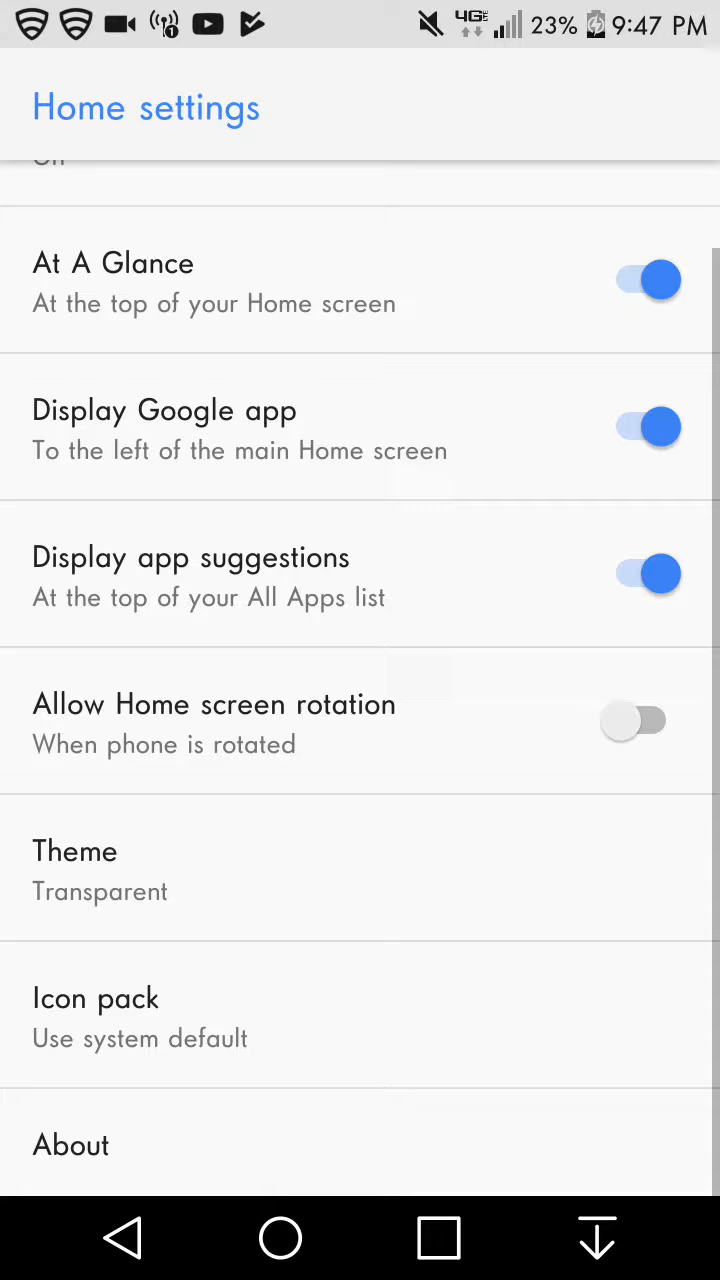 4G 23% 9:47 PM
Home settings
At A Glance
At the top of your Home screen
Display Google app
To the left of the main Home screen
Display app suggestions
At the top of your All Apps list
Allow Home screen rotation
When phone is rotated
Theme
Transparent
Icon pack
Use system default
About